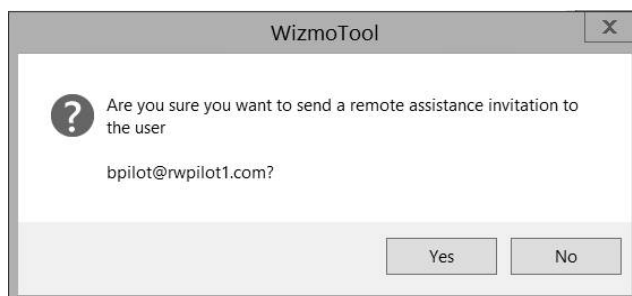 WizmoTool
X
?
Are you sure you want to send a remote assistance invitation to
the user
bpilot@rwpilot1.com?
Yes
No